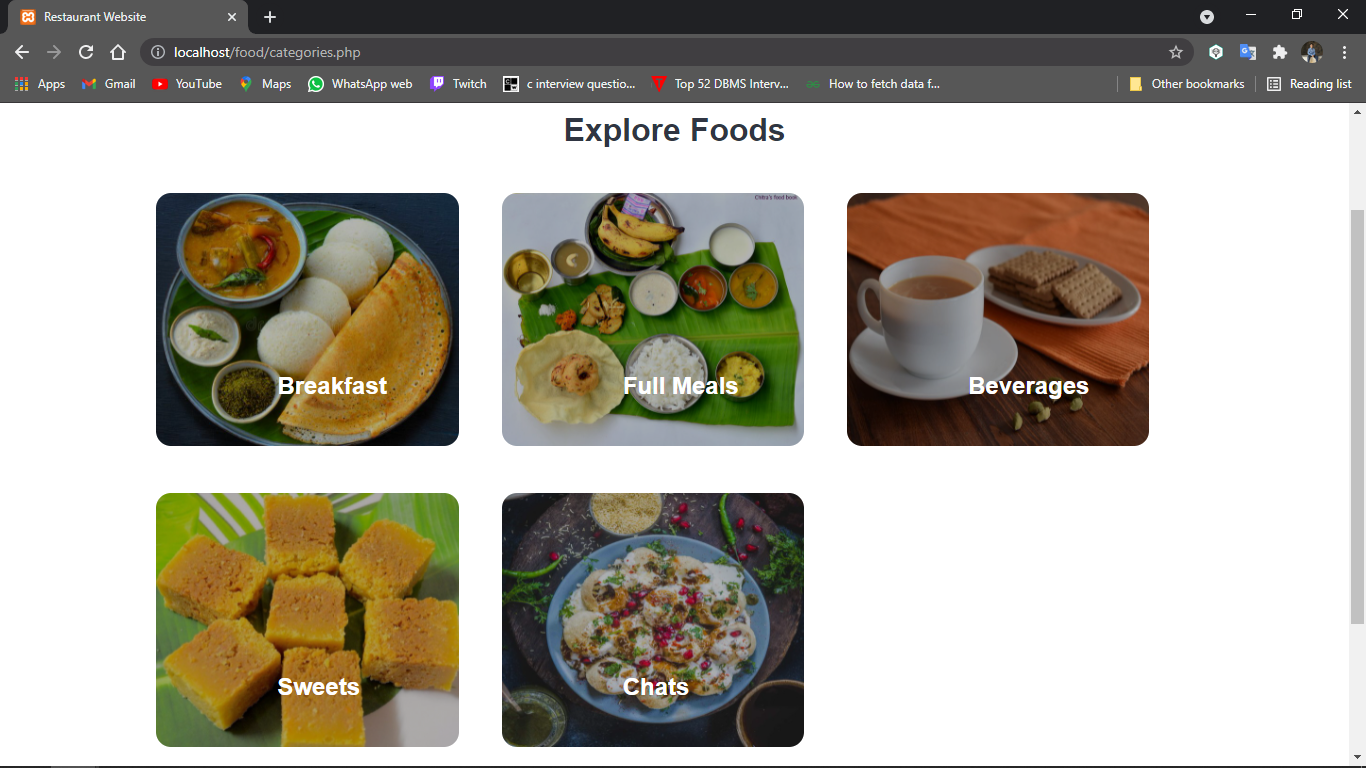 Restaurant Website
localhost/food/categories.php
Apps
Gmail
YouTube
Maps
WhatsApp web
Twitch
c interview questio...
Top 52 DBMS Interv...
How to fetch data f...
Other bookmarks
Reading list
Explore Foods
Chitra's food book
Breakfast
Full Meals
Beverages
Sweets
Chats